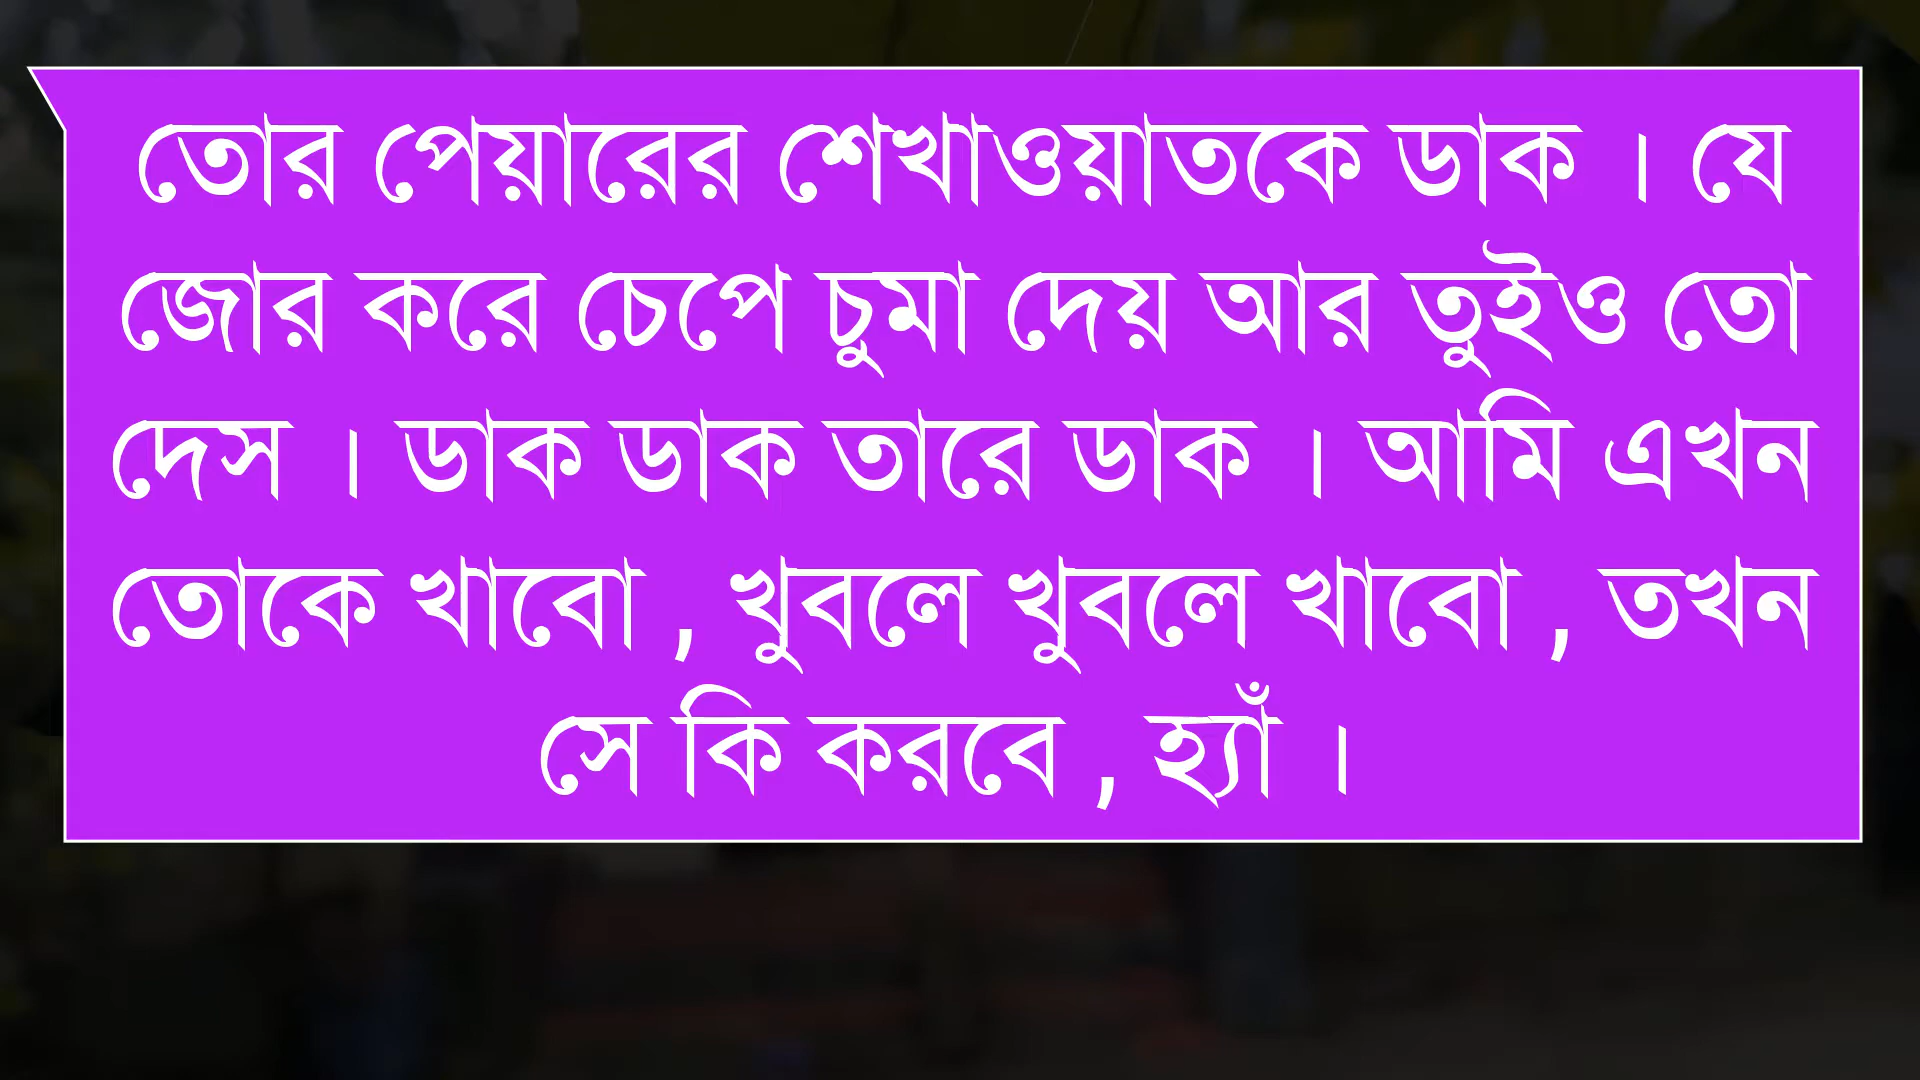 তোর পেয়ারের শেখাওয়াতকে ডাক । যে
জোর করে চেপে চুমা দেয় আর তুইও তো
দেস । ডাক ডাক তারে ডাক । আমি এখন
তোকে খাবো , খুবলে খুবলে খাবো , তখন
সে কি করবে , হ্যাঁ ।